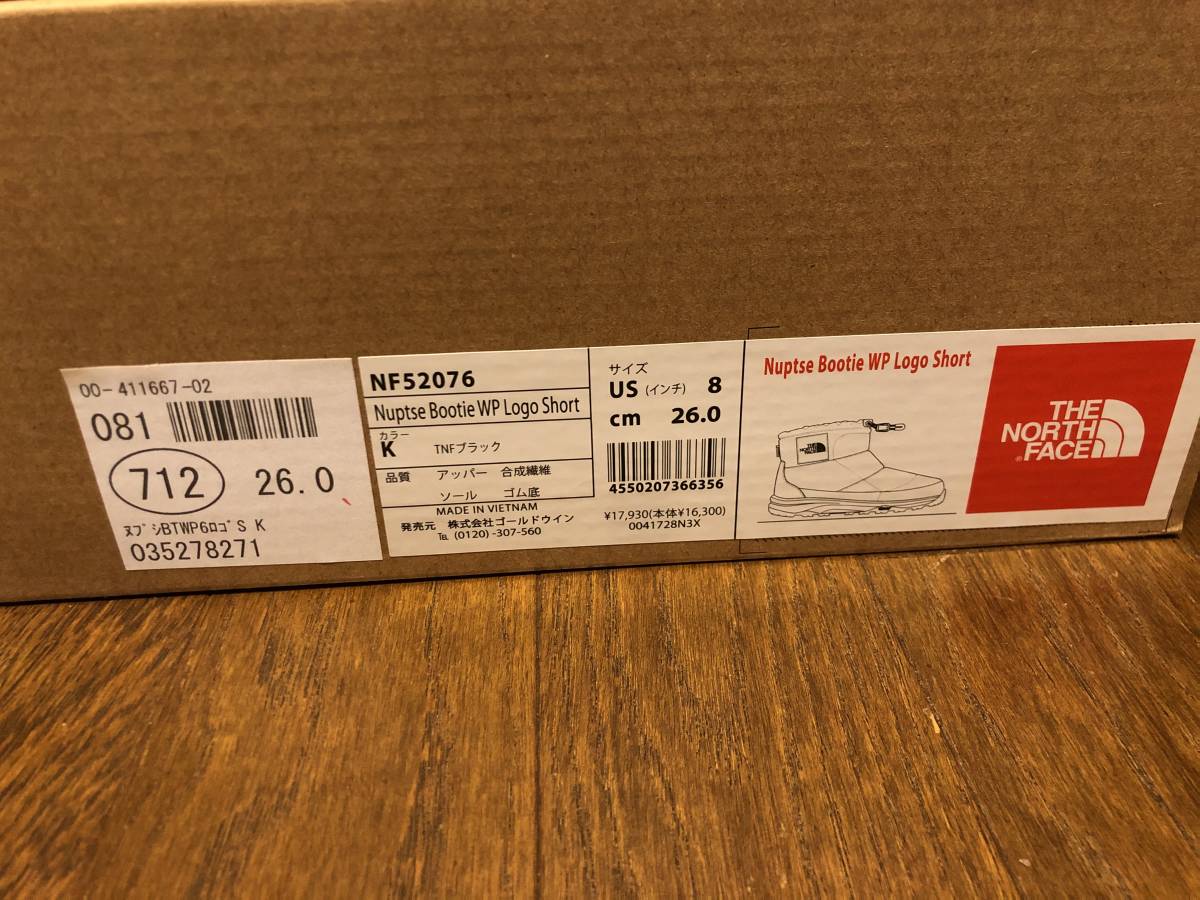 00-411667-02
081
712 26.0
ﾇﾌﾟｼBTWP6ﾛｺﾞS K
035278271
NF52076
Nuptse Bootie WP Logo Short
カラー
K TNFブラック
品質 アッパー 合成繊維
ソール ゴム底
MADE IN VIETNAM
発売元 株式会社ゴールドウイン
℡ (0120)-307-560
サイズ
US (インチ) 8
cm 26.0
4550207366356
¥17,930(本体¥16,300)
0041728N3X
Nuptse Bootie WP Logo Short
THE
NORTH
FACE